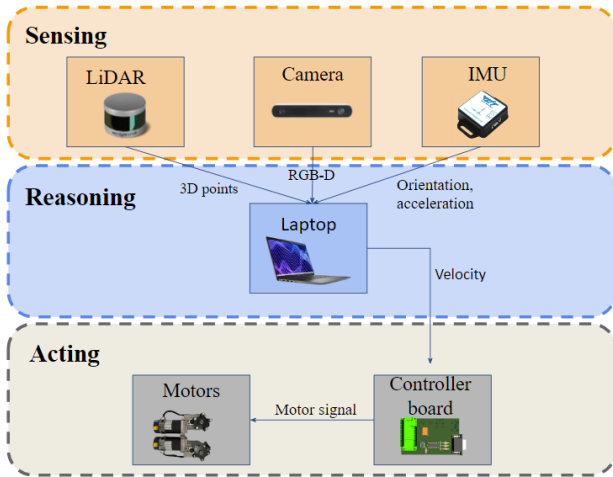 Sensing
LiDAR
Camera
IMU
3D points
RGB-D
Orientation,
acceleration
Reasoning
Laptop
Velocity
Acting
Motors
Motor signal
Controller
board